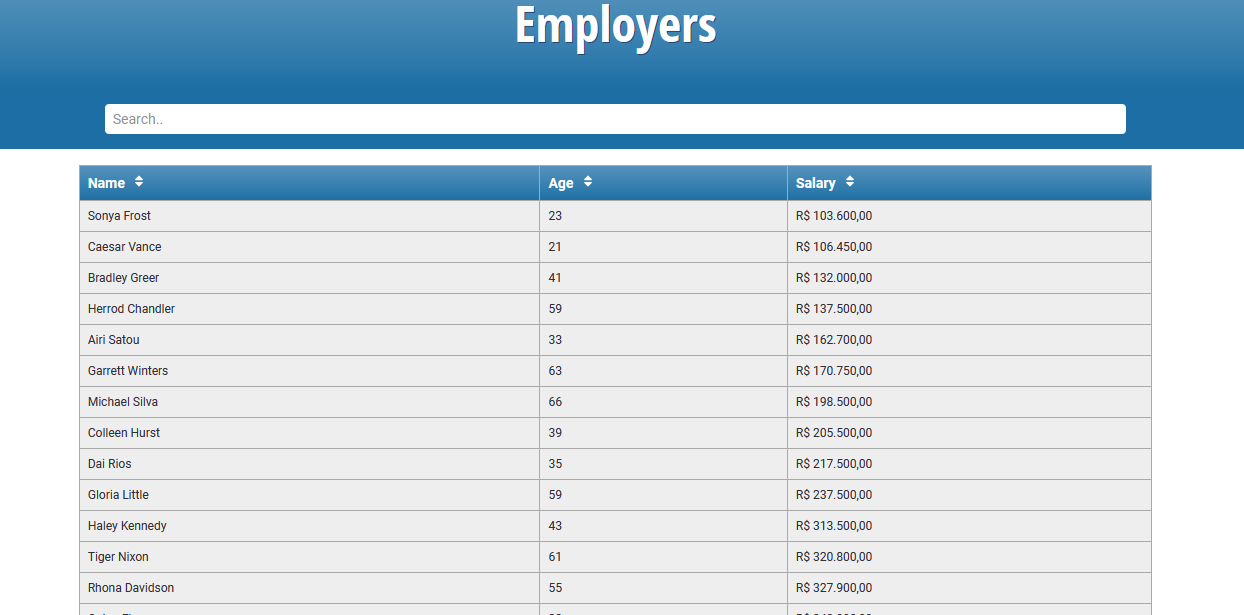 Employers
Search..
Name Age Salary
Sonya Frost 23 R$ 103.600,00
Caesar Vance 21 R$ 106.450,00
Bradley Greer 41 R$ 132.000,00
Herrod Chandler 59 R$ 137.500,00
Airi Satou 33 R$ 162.700,00
Garrett Winters 63 R$ 170.750,00
Michael Silva 66 R$ 198.500,00
Colleen Hurst 39 R$ 205.500,00
Dai Rios 35 R$ 217.500,00
Gloria Little 59 R$ 237.500,00
Haley Kennedy 43 R$ 313.500,00
Tiger Nixon 61 R$ 320.800,00
Rhona Davidson 55 R$ 327.900,00